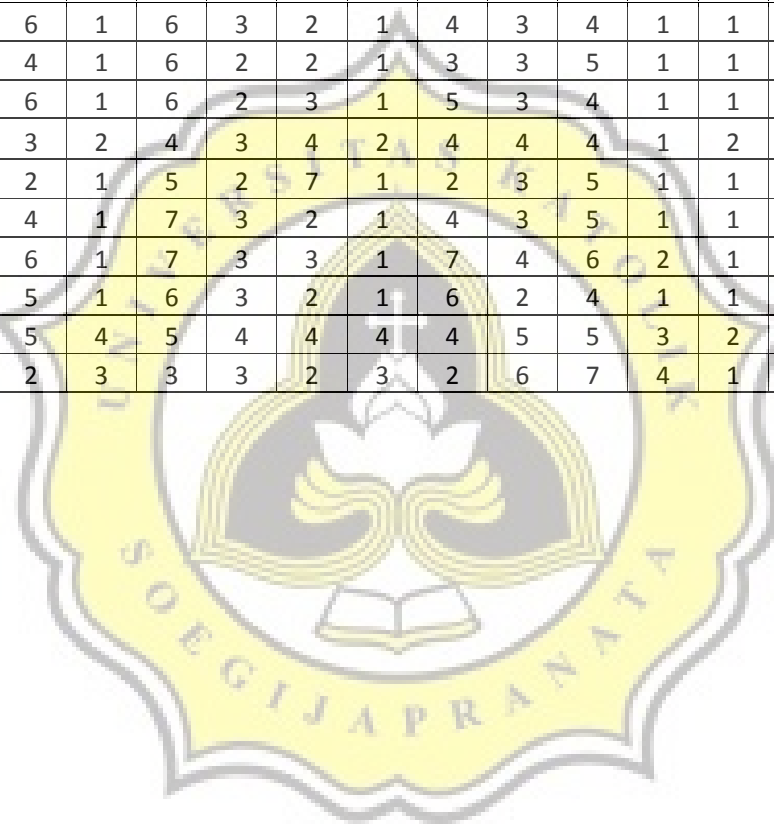 6 1 6 3 2 1 4 3 4 1 1
4 1 6 2 2 1 3 3 5 1 1
6 1 6 2 3 1 5 3 4 1 1
3 2 4 3 4 2 4 4 4 1 2
2 1 5 2 7 1 2 3 5 1 1
4 1 7 3 2 1 4 3 5 1 1
6 1 7 3 3 1 7 4 6 2 1
5 1 6 3 2 1 6 2 4 1 1
5 4 5 4 4 4 4 5 5 3 2
2 3 3 3 2 3 2 6 7 4 1
UNIVERSITAS KATOLIK
SOEGIJAPRANATA